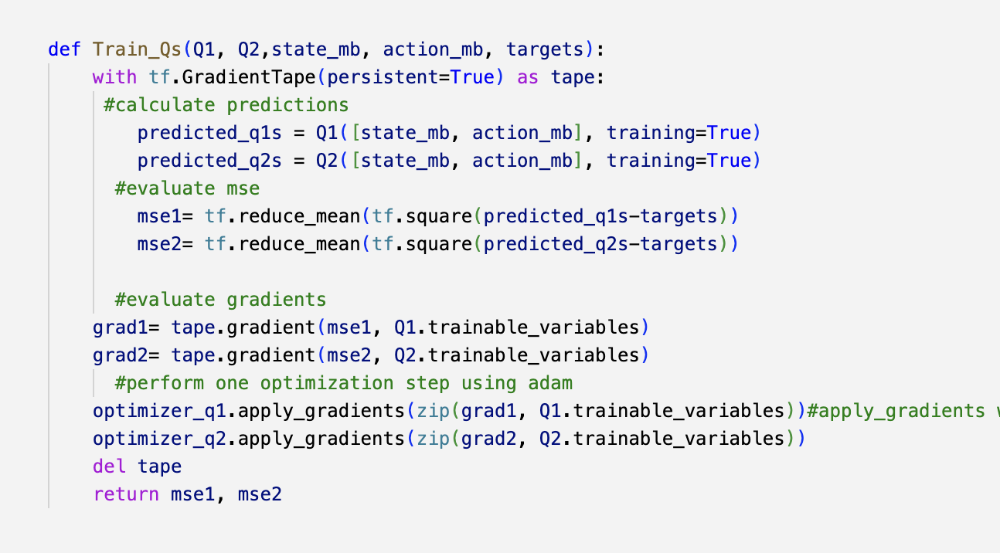 def Train_Qs(Q1, Q2,state_mb, action_mb, targets):
    with tf.GradientTape(persistent=True) as tape:
     #calculate predictions
        predicted_q1s = Q1([state_mb, action_mb], training=True)
        predicted_q2s = Q2([state_mb, action_mb], training=True)
      #evaluate mse
        mse1= tf.reduce_mean(tf.square(predicted_q1s-targets))
        mse2= tf.reduce_mean(tf.square(predicted_q2s-targets))

      #evaluate gradients
    grad1= tape.gradient(mse1, Q1.trainable_variables)
    grad2= tape.gradient(mse2, Q2.trainable_variables)
      #perform one optimization step using adam
    optimizer_q1.apply_gradients(zip(grad1, Q1.trainable_variables))#apply_gradients
    optimizer_q2.apply_gradients(zip(grad2, Q2.trainable_variables))
    del tape
    return mse1, mse2